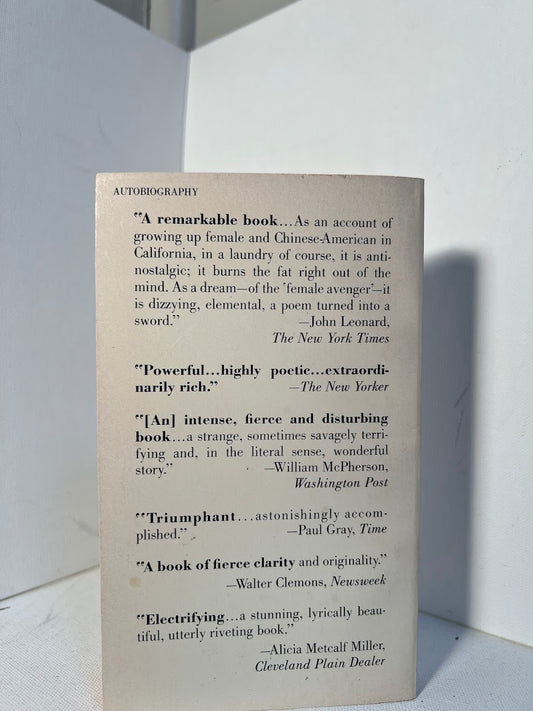 AUTOBIOGRAPHY
"A remarkable book...As an account of
growing up female and Chinese-American in
California, in a laundry of course, it is anti-
nostalgic; it burns the fat right out of the
mind. As a dream—of the 'female avenger'—it
is dizzying, elemental, a poem turned into a
sword." —John Leonard,
The New York Times
"Powerful...highly poetic...extraordi-
narily rich." —The New Yorker
"[An] intense, fierce and disturbing
book...a strange, sometimes savagely terri-
fying and, in the literal sense, wonderful
story." —William McPherson,
Washington Post
"Triumphant...astonishingly accom-
plished." —Paul Gray, Time
"A book of fierce clarity and originality."
—Walter Clemons, Newsweek
"Electrifying...a stunning, lyrically beau-
tiful, utterly riveting book."
—Alicia Metcalf Miller,
Cleveland Plain Dealer